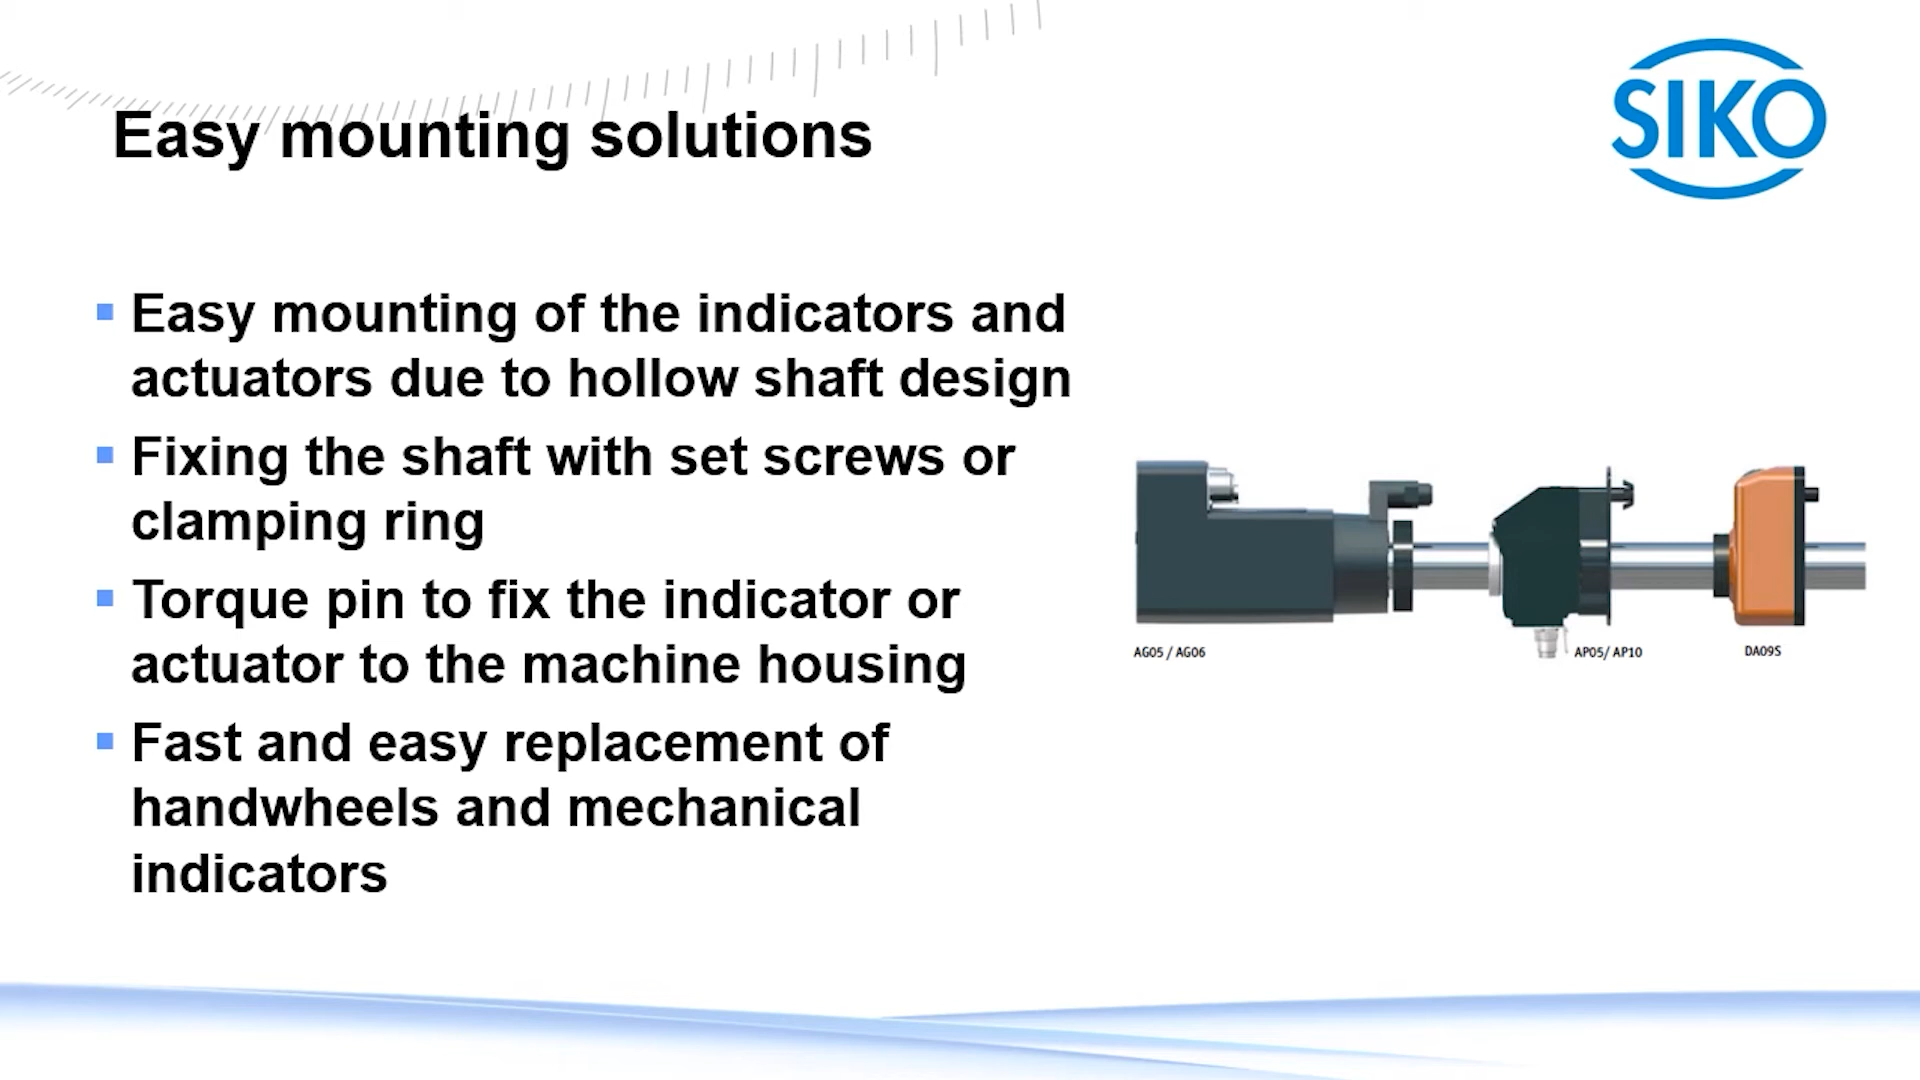 Easy mounting solutions
SIKO
Easy mounting of the indicators and
actuators due to hollow shaft design
Fixing the shaft with set screws or
clamping ring
Torque pin to fix the indicator or
actuator to the machine housing
Fast and easy replacement of
handwheels and mechanical
indicators
AG05 / AG06
AP05/ AP10
DA09S